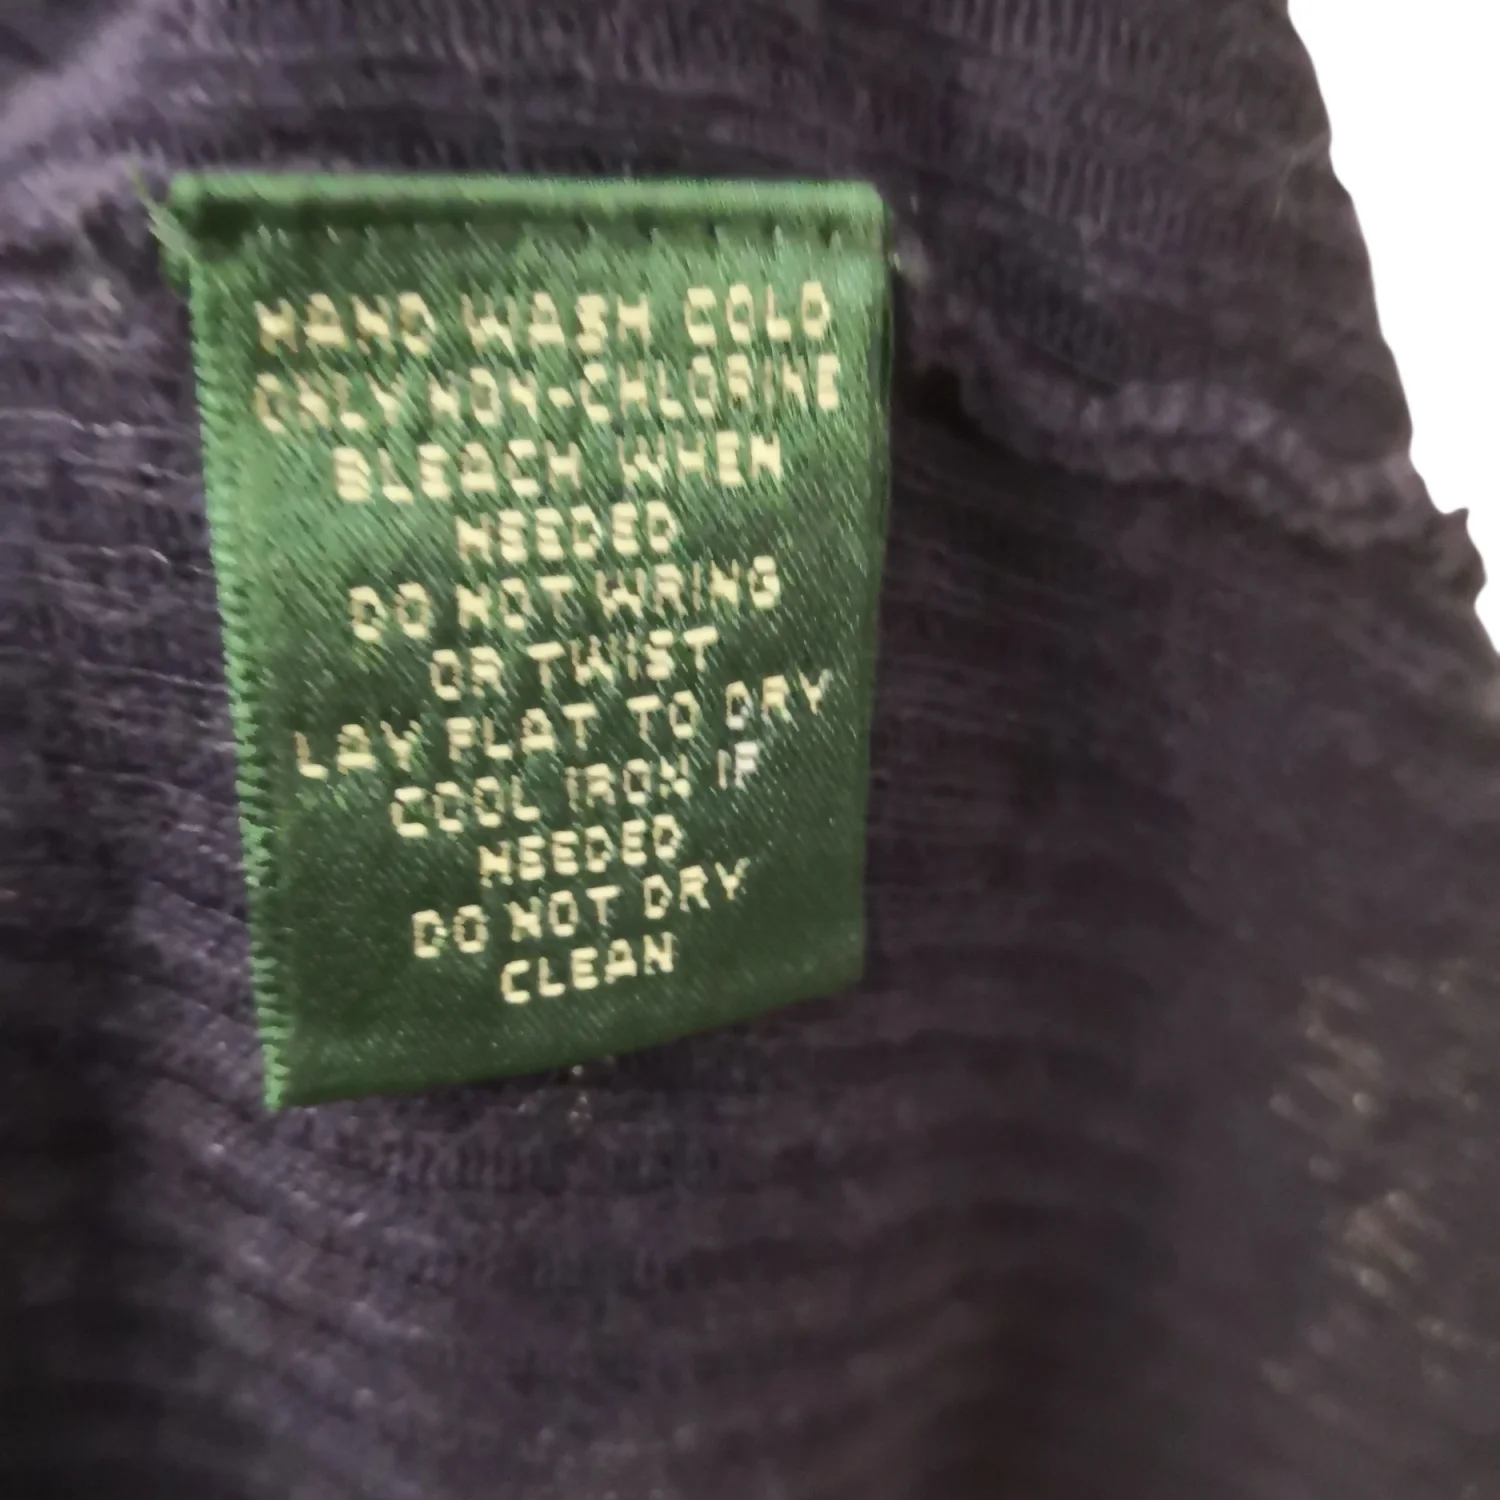 HAND WASH COLD
ONLY NON-CHLORINE
BLEACH WHEN
NEEDED
DO NOT WRING
OR TWIST
LAY FLAT TO DRY
COOL IRON IF
NEEDED
DO NOT DRY
CLEAN